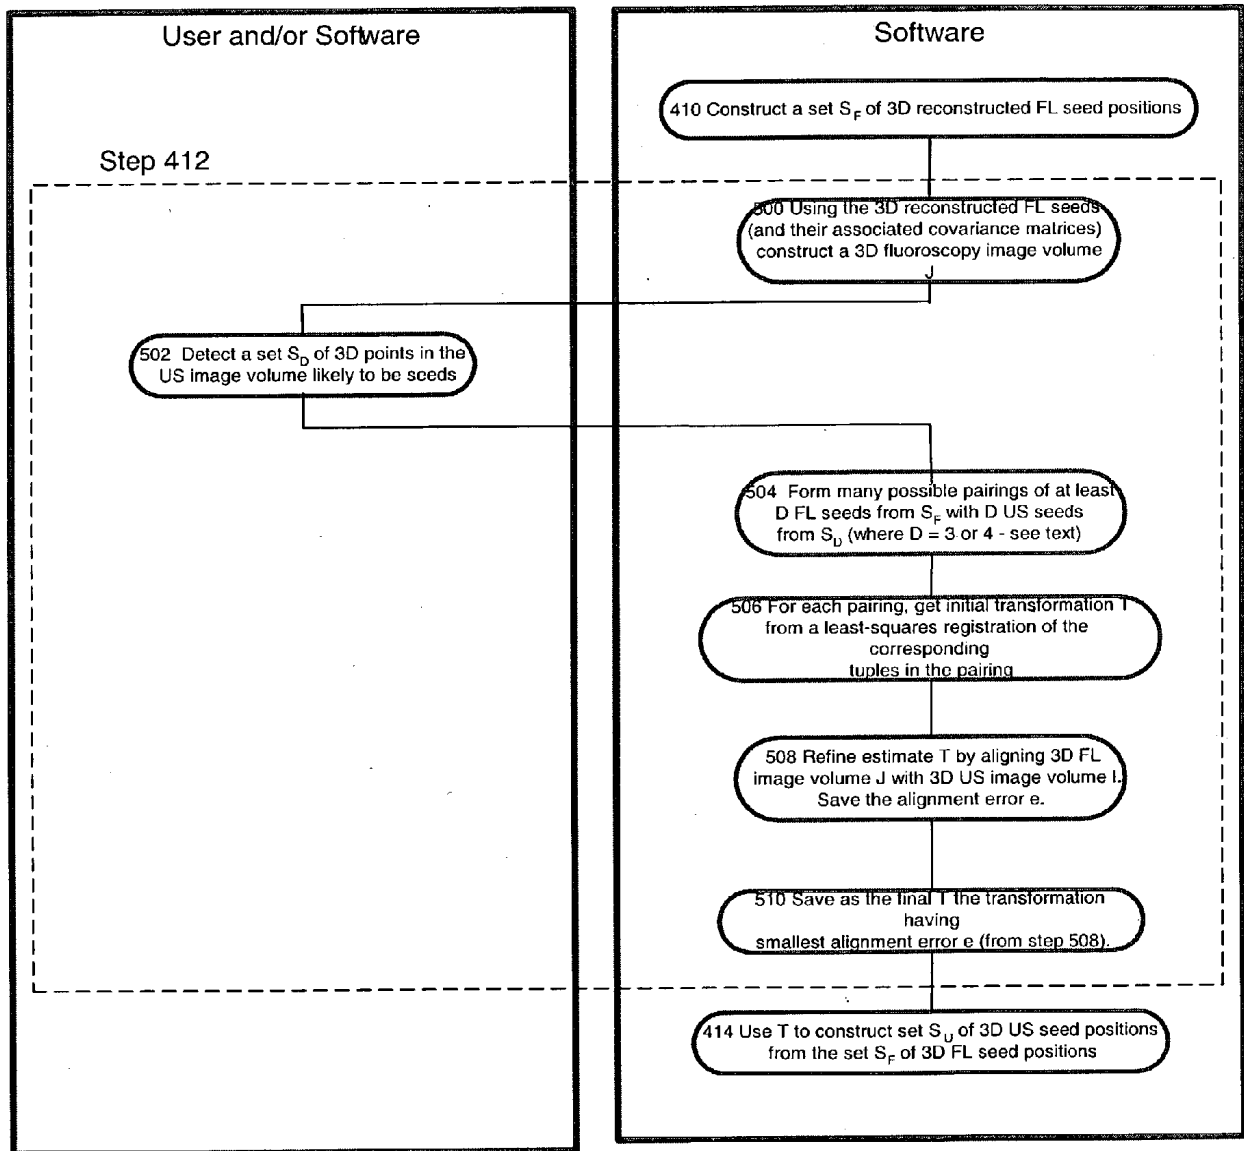 User and/or Software
Software
410 Construct a set S_F of 3D reconstructed FL seed positions
Step 412
500 Using the 3D reconstructed FL seeds
(and their associated covariance matrices)
construct a 3D fluoroscopy image volume
J
502 Detect a set S_D of 3D points in the
US image volume likely to be seeds
504 Form many possible pairings of at least
D FL seeds from S_F with D US seeds
from S_D (where D = 3 or 4 - see text)
506 For each pairing, get initial transformation T
from a least-squares registration of the
corresponding
tuples in the pairing
508 Refine estimate T by aligning 3D FL
image volume J with 3D US image volume I.
Save the alignment error e.
510 Save as the final T the transformation
having
smallest alignment error e (from step 508).
414 Use T to construct set S_U of 3D US seed positions
from the set S_F of 3D FL seed positions